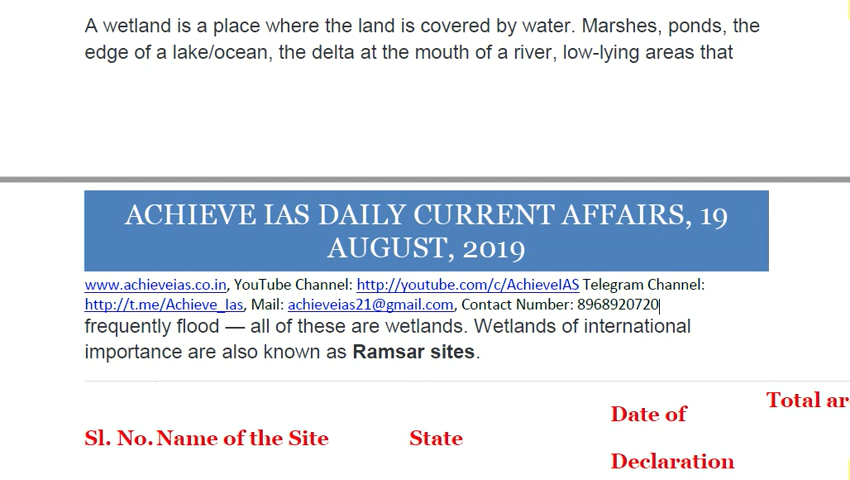 A wetland is a place where the land is covered by water. Marshes, ponds, the
edge of a lake/ocean, the delta at the mouth of a river, low-lying areas that
ACHIEVE IAS DAILY CURRENT AFFAIRS, 19
AUGUST, 2019
www.achieveias.co.in, YouTube Channel: http://youtube.com/c/AchieveIAS Telegram Channel:
http://t.me/Achieve_Ias, Mail: achieveias21@gmail.com, Contact Number: 8968920720
frequently flood — all of these are wetlands. Wetlands of international
importance are also known as Ramsar sites.
Sl. No. Name of the Site State Date of Total ar
Declaration